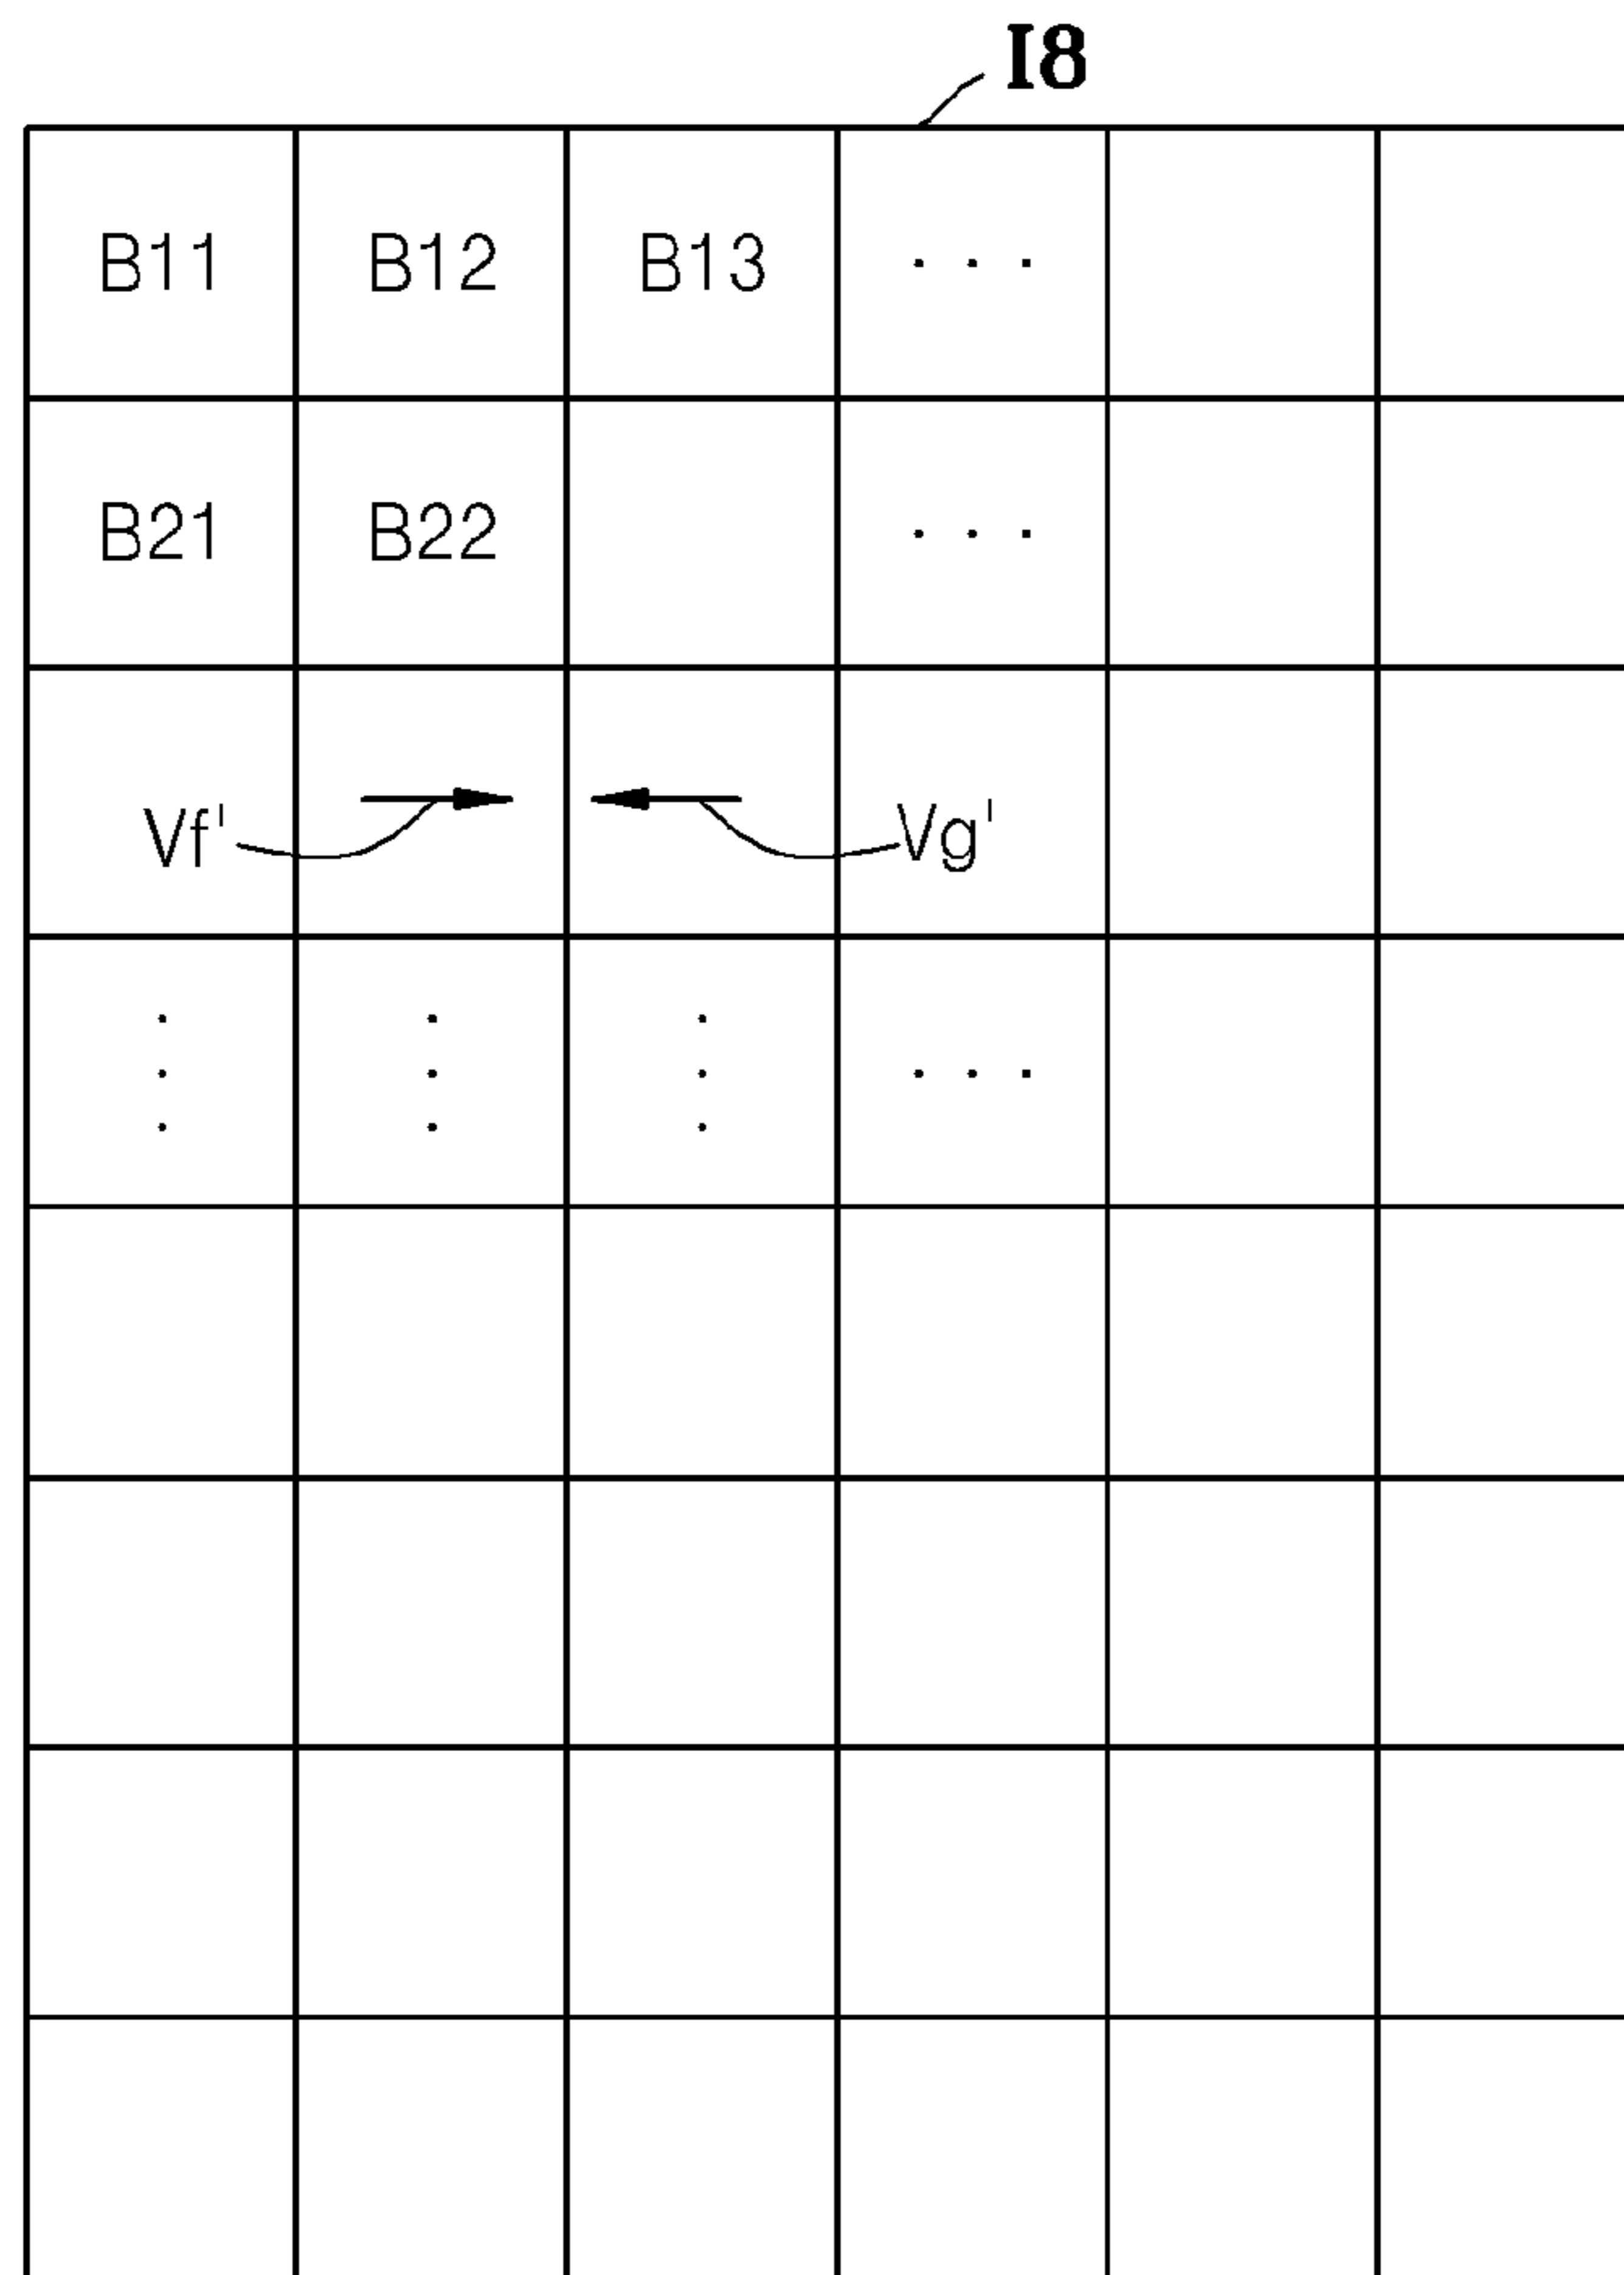 I8
B11 B12 B13 . . .
B21 B22 . . .
Vf' Vg'
. . . .
. . . . . .
. . .